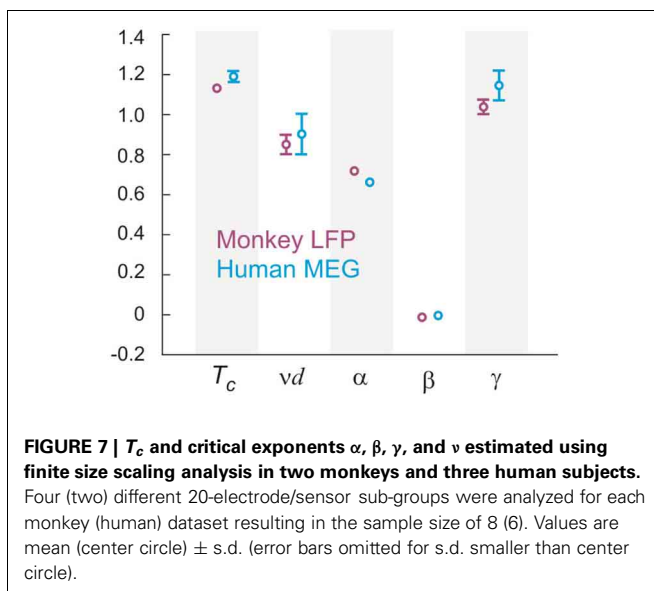 1.4
1.2
1.0
0.8
0.6
0.4
0.2
0
-0.2
Monkey LFP
Human MEG
Tc νd α β γ
FIGURE 7 | Tc and critical exponents α, β, γ, and ν estimated using
finite size scaling analysis in two monkeys and three human subjects.
Four (two) different 20-electrode/sensor sub-groups were analyzed for each
monkey (human) dataset resulting in the sample size of 8 (6). Values are
mean (center circle) ± s.d. (error bars omitted for s.d. smaller than center
circle).